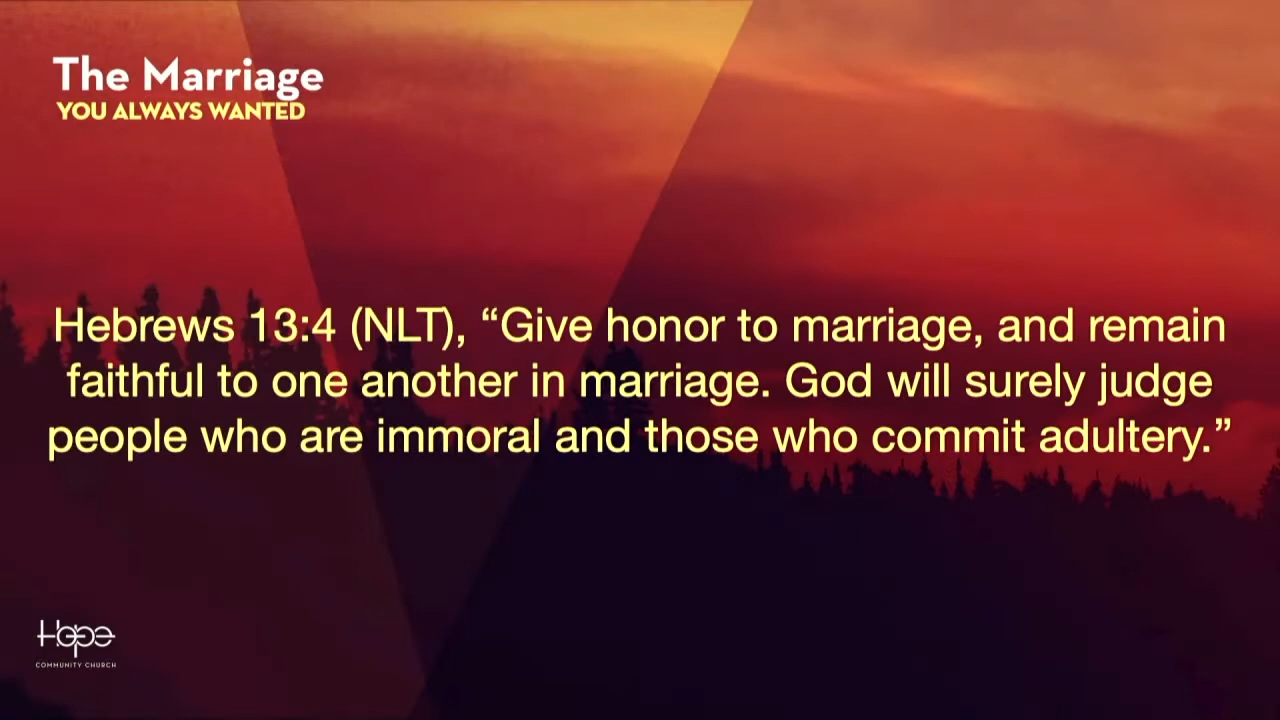 The Marriage
YOU ALWAYS WANTED
Hebrews 13:4 (NLT), “Give honor to marriage, and remain
faithful to one another in marriage. God will surely judge
people who are immoral and those who commit adultery.”
Hope
COMMUNITY CHURCH